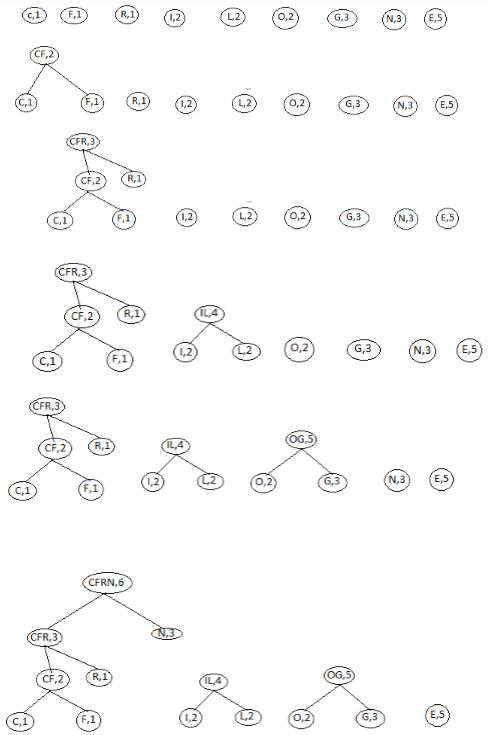 c,1 F,1 R,1 I,2 L,2 O,2 G,3 N,3 E,5
CF,2
C,1 F,1 R,1 I,2 L,2 O,2 G,3 N,3 E,5
CFR,3
CF,2 R,1
C,1 F,1 I,2 L,2 O,2 G,3 N,3 E,5
CFR,3
CF,2 R,1 IL,4
C,1 F,1 I,2 L,2 O,2 G,3 N,3 E,5
CFR,3
CF,2 R,1 IL,4 OG,5
C,1 F,1 I,2 L,2 O,2 G,3 N,3 E,5
CFRN,6
CFR,3 N,3
CF,2 R,1 IL,4 OG,5
C,1 F,1 I,2 L,2 O,2 G,3 E,5